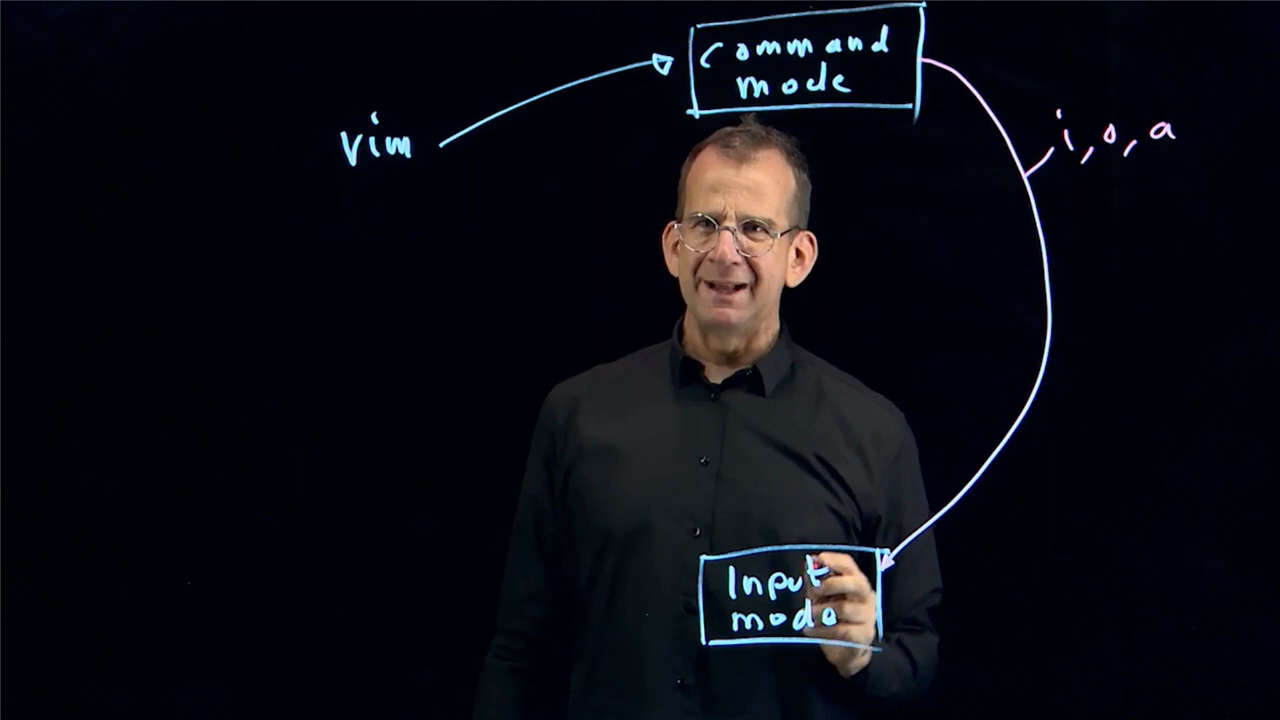 command
mode
vim
i, o, a
Input
mode